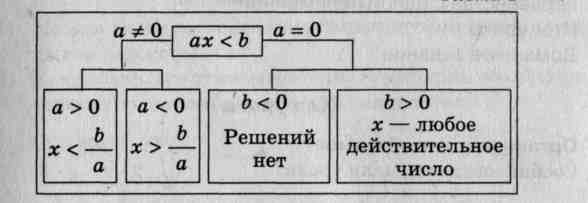 a ≠ 0 ax < b a = 0
a > 0
x < b/a
a < 0
x > b/a
b < 0
Решений
нет
b > 0
x — любое
действительное
число